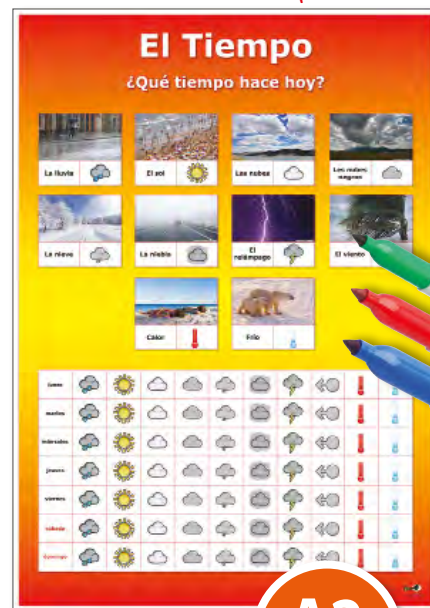 El Tiempo
¿Qué tiempo hace hoy?
La lluvia
El sol
Las nubes
Las nubes
negras
La nieve
La niebla
El
relámpago
El viento
Calor
Frío
lunes
martes
miércoles
jueves
viernes
sábado
domingo
A3